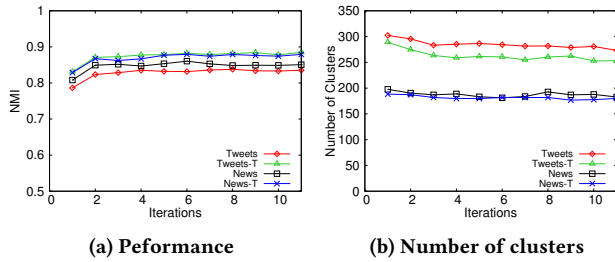 1
0.9
0.8
0.7
0.6
0.5
NMI
Tweets
Tweets-T
News
News-T
0 2 4 6 8 10
Iterations
(a) Peformance
350
300
250
200
150
100
50
0
Number of Clusters
Tweets
Tweets-T
News
News-T
0 2 4 6 8 10
Iterations
(b) Number of clusters